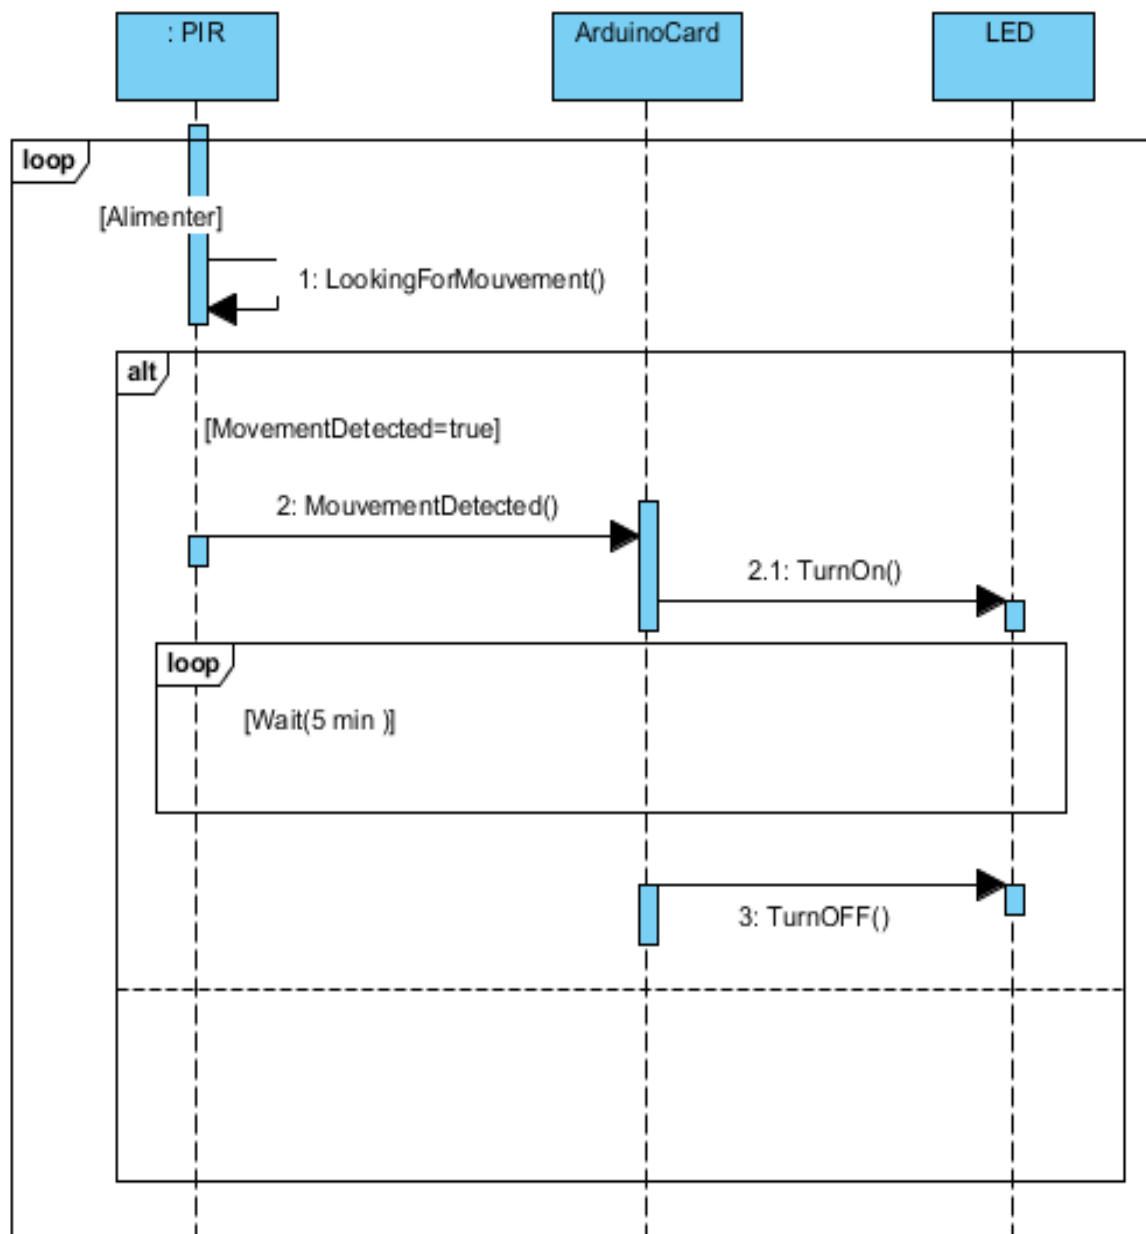 : PIR
ArduinoCard
LED
loop
[Alimenter]
1: LookingForMouvement()
alt
[MovementDetected=true]
2: MouvementDetected()
2.1: TurnOn()
loop
[Wait(5 min )]
3: TurnOFF()